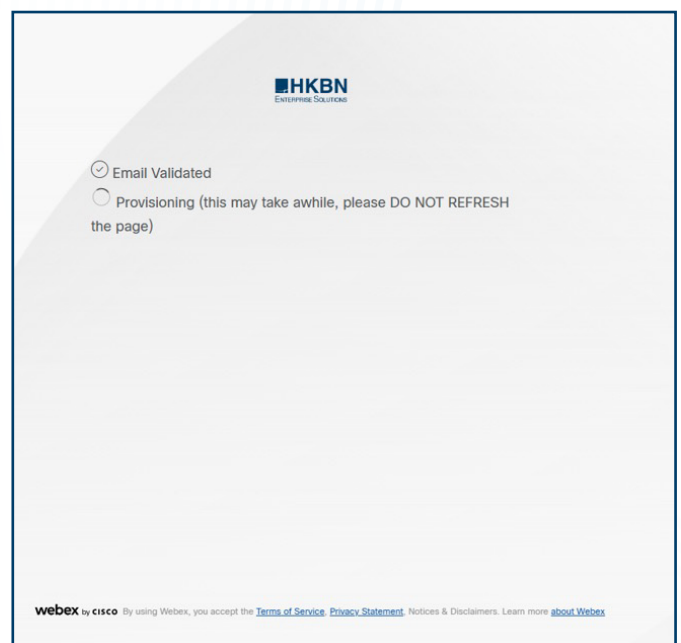 HKBN
ENTERPRISE SOLUTIONS
Email Validated
Provisioning (this may take awhile, please DO NOT REFRESH
the page)
webex by CISCO By using Webex, you accept the Terms of Service, Privacy Statement, Notices & Disclaimers. Learn more about Webex